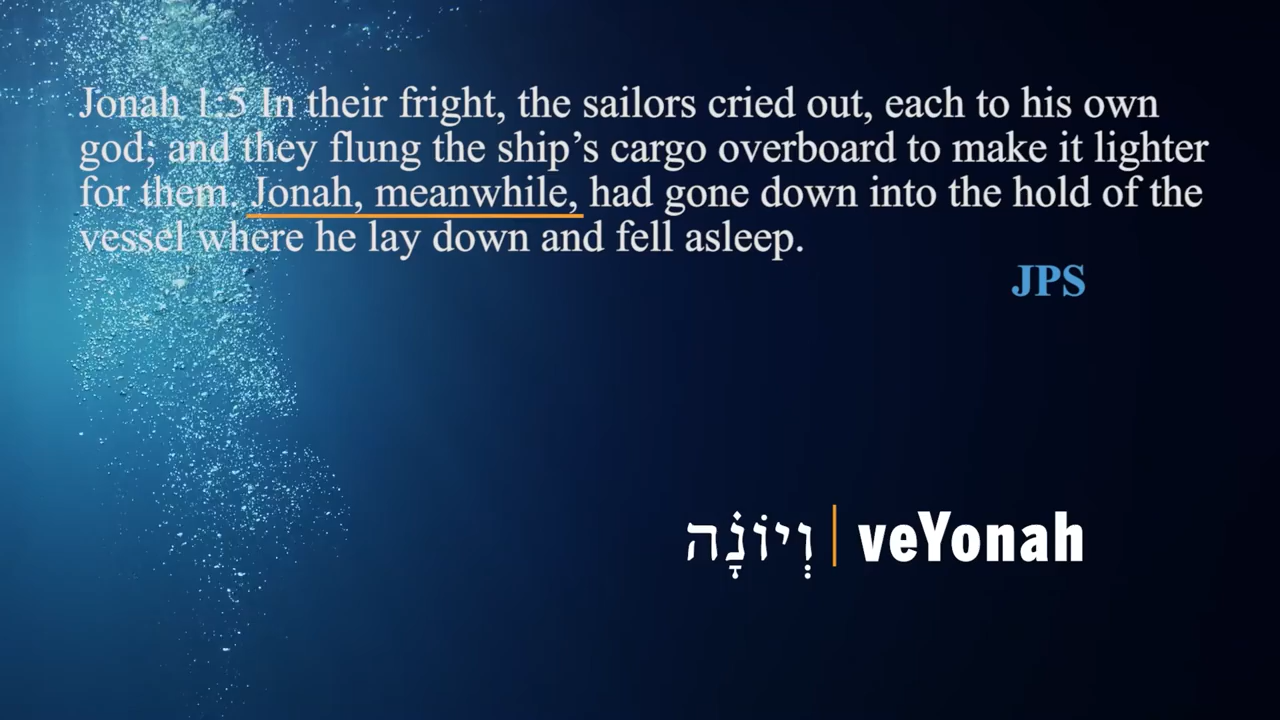 Jonah 1:5 In their fright, the sailors cried out, each to his own
god; and they flung the ship’s cargo overboard to make it lighter
for them. Jonah, meanwhile, had gone down into the hold of the
vessel where he lay down and fell asleep.
JPS
וְיוֹנָ֗ה | veYonah